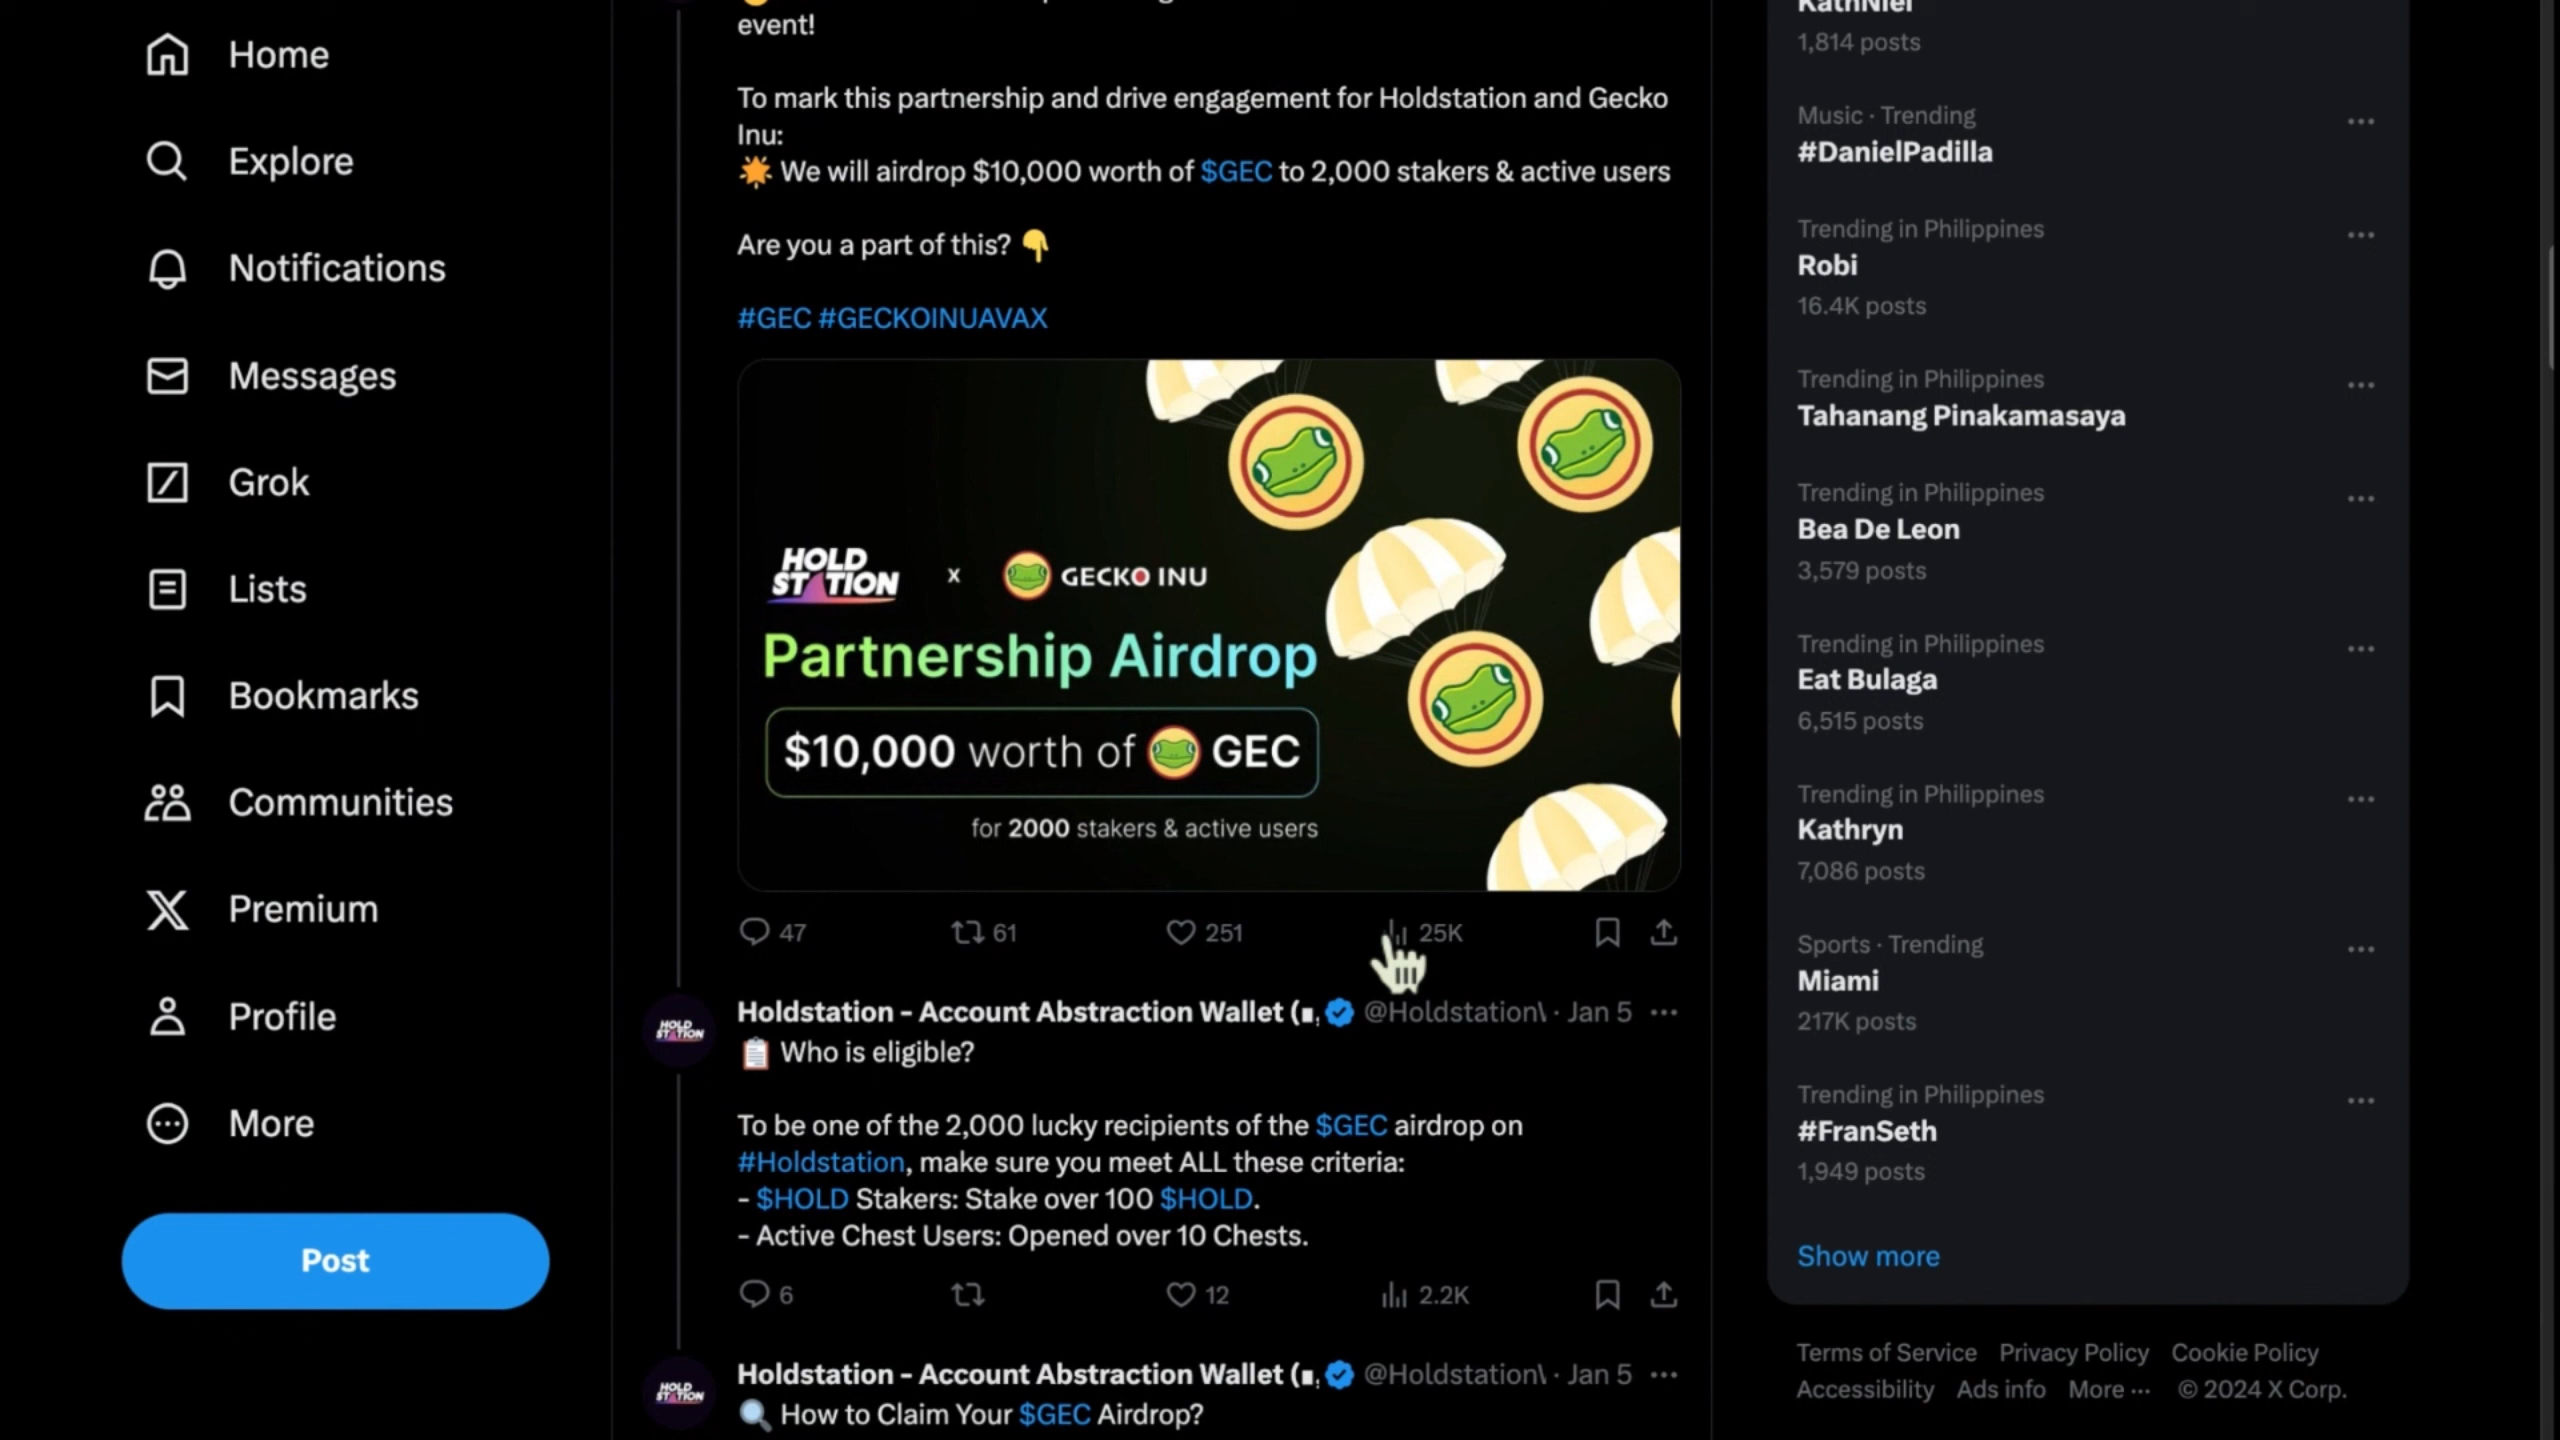 Home
Explore
Notifications
Messages
Grok
Lists
Bookmarks
Communities
Premium
Profile
More
Post
event!
To mark this partnership and drive engagement for Holdstation and Gecko
Inu:
🌟 We will airdrop $10,000 worth of $GEC to 2,000 stakers & active users
Are you a part of this? 👇
#GEC #GECKOINUAVAX
HOLD
STATION
x
GECKO INU
Partnership Airdrop
$10,000 worth of GEC
for 2000 stakers & active users
47 61 251 25K
HOLD
STATION
Holdstation - Account Abstraction Wallet ( @Holdstation\ · Jan 5
📋 Who is eligible?
To be one of the 2,000 lucky recipients of the $GEC airdrop on
#Holdstation, make sure you meet ALL these criteria:
- $HOLD Stakers: Stake over 100 $HOLD.
- Active Chest Users: Opened over 10 Chests.
6 12 2.2K
HOLD
STATION
Holdstation - Account Abstraction Wallet ( @Holdstation\ · Jan 5
🔍 How to Claim Your $GEC Airdrop?
KathNiel
1,814 posts
Music · Trending
#DanielPadilla
Trending in Philippines
Robi
16.4K posts
Trending in Philippines
Tahanang Pinakamasaya
Trending in Philippines
Bea De Leon
3,579 posts
Trending in Philippines
Eat Bulaga
6,515 posts
Trending in Philippines
Kathryn
7,086 posts
Sports · Trending
Miami
217K posts
Trending in Philippines
#FranSeth
1,949 posts
Show more
Terms of Service Privacy Policy Cookie Policy
Accessibility Ads info More ··· © 2024 X Corp.